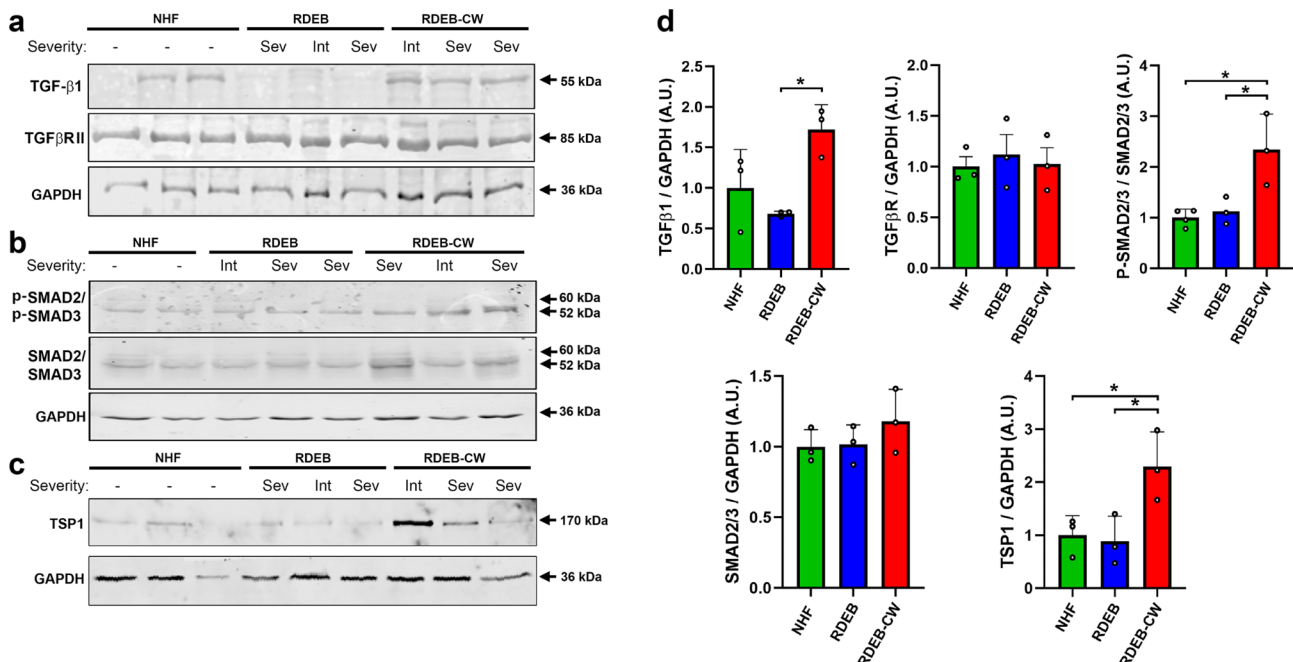 a
NHF RDEB RDEB-CW
Severity: - - - Sev Int Sev Int Sev Sev
TGF-β1 55 kDa
TGFβRII 85 kDa
GAPDH 36 kDa
b
NHF RDEB RDEB-CW
Severity: - - Int Sev Sev Sev Int Sev
p-SMAD2/ 60 kDa
p-SMAD3 52 kDa
SMAD2/ 60 kDa
SMAD3 52 kDa
GAPDH 36 kDa
c
NHF RDEB RDEB-CW
Severity: - - - Sev Int Sev Int Sev Sev
TSP1 170 kDa
GAPDH 36 kDa
d
TGFβ1 / GAPDH (A.U.)
2.5
2.0
1.5
1.0
0.5
0.0
*
NHF
RDEB
RDEB-CW
TGFβR / GAPDH (A.U.)
2.0
1.5
1.0
0.5
0.0
NHF
RDEB
RDEB-CW
P-SMAD2/3 / SMAD2/3 (A.U.)
6
4
2
1
0
*
*
NHF
RDEB
RDEB-CW
SMAD2/3 / GAPDH (A.U.)
1.5
1.0
0.5
0.0
NHF
RDEB
RDEB-CW
TSP1 / GAPDH (A.U.)
4
3
2
1
0
*
*
NHF
RDEB
RDEB-CW